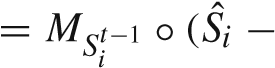 = M_{S_i^{t-1}} ∘ (Ŝ_i −